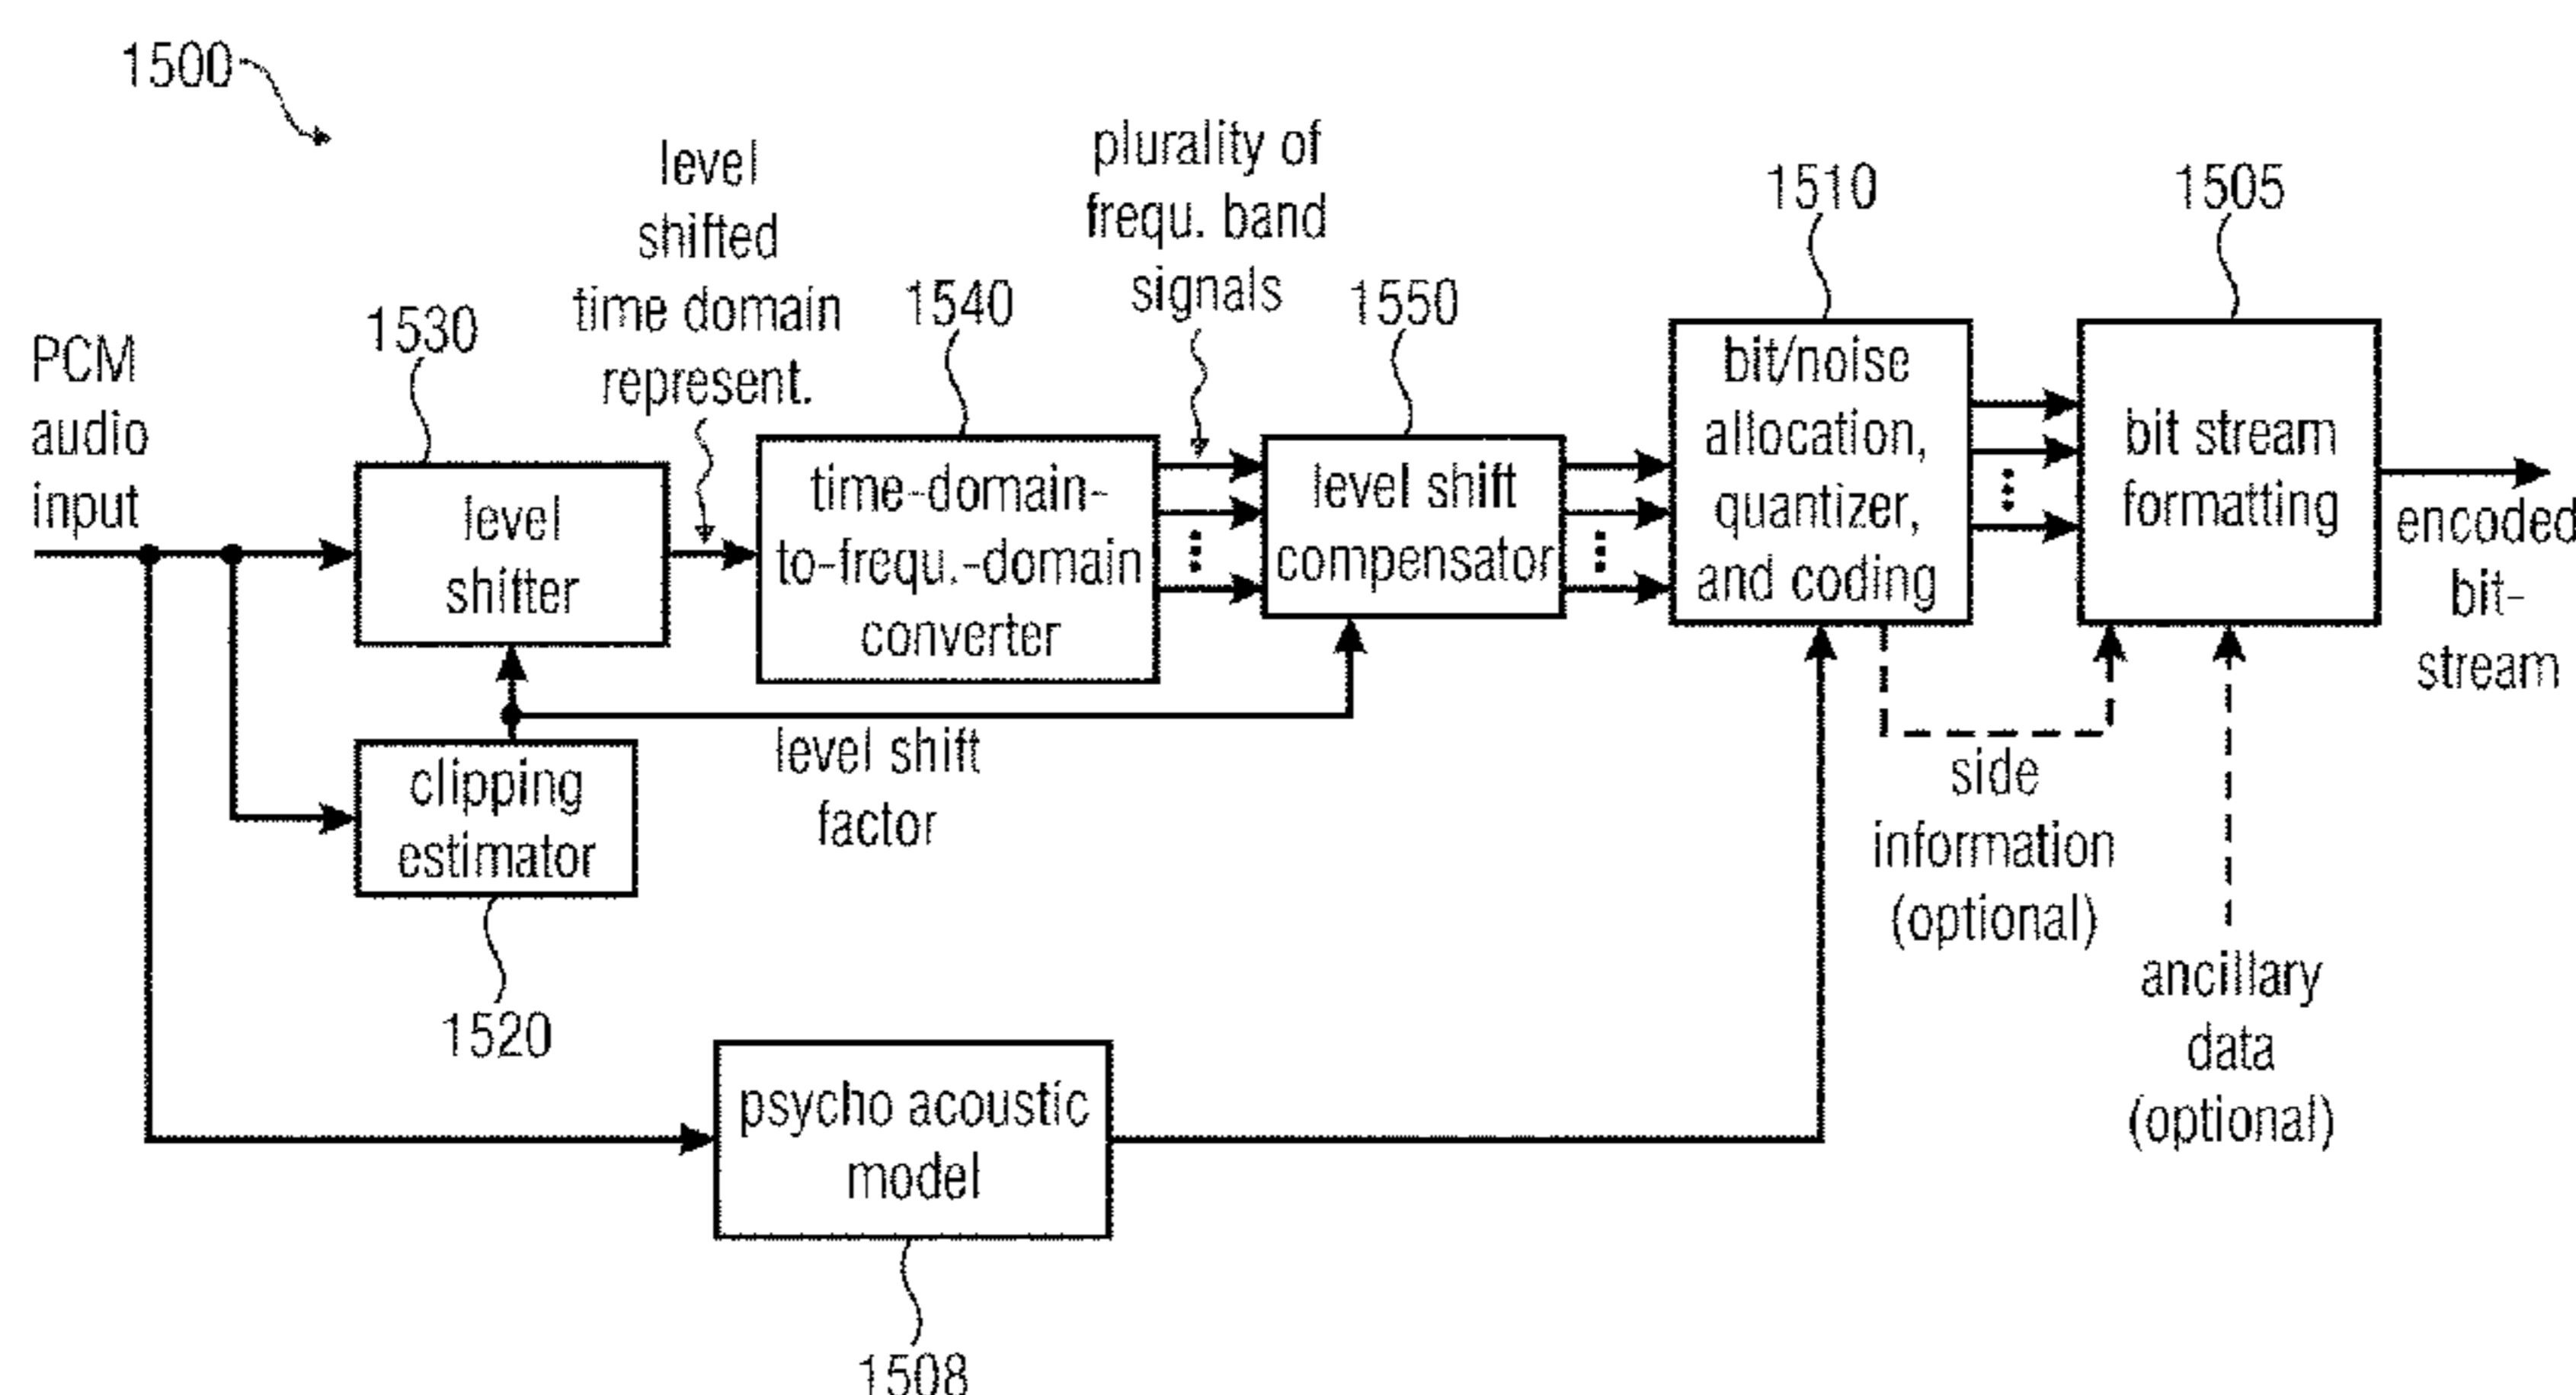 1500
PCM
audio
input
1530
level
shifter
level
shifted
time domain
represent.
1540
time-domain-
to-frequ.-domain
converter
plurality of
frequ. band
signals
1550
level shift
compensator
1510
bit/noise
allocation,
quantizer,
and coding
1505
bit stream
formatting
encoded
bit-
stream
clipping
estimator
1520
level shift
factor
side
information
(optional)
ancillary
data
(optional)
psycho acoustic
model
1508